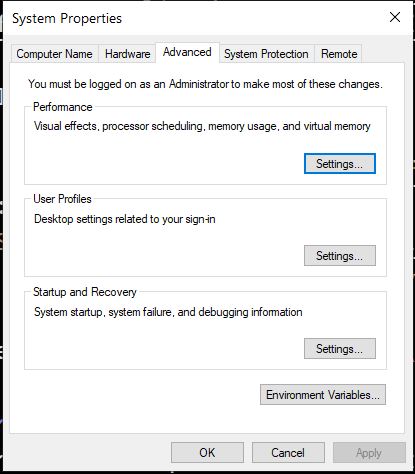 System Properties
Computer Name Hardware Advanced System Protection Remote
You must be logged on as an Administrator to make most of these changes.
Performance
Visual effects, processor scheduling, memory usage, and virtual memory
Settings...
User Profiles
Desktop settings related to your sign-in
Settings...
Startup and Recovery
System startup, system failure, and debugging information
Settings...
Environment Variables...
OK Cancel Apply